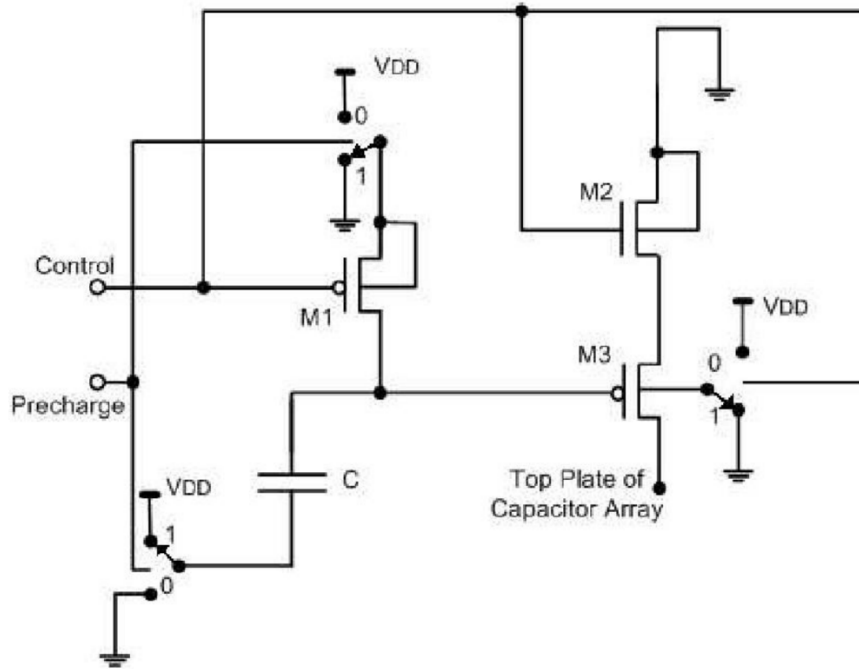 VDD
0
1
M2
Control
M1
VDD
M3
0
Precharge
1
VDD
C
Top Plate of
Capacitor Array
1
0